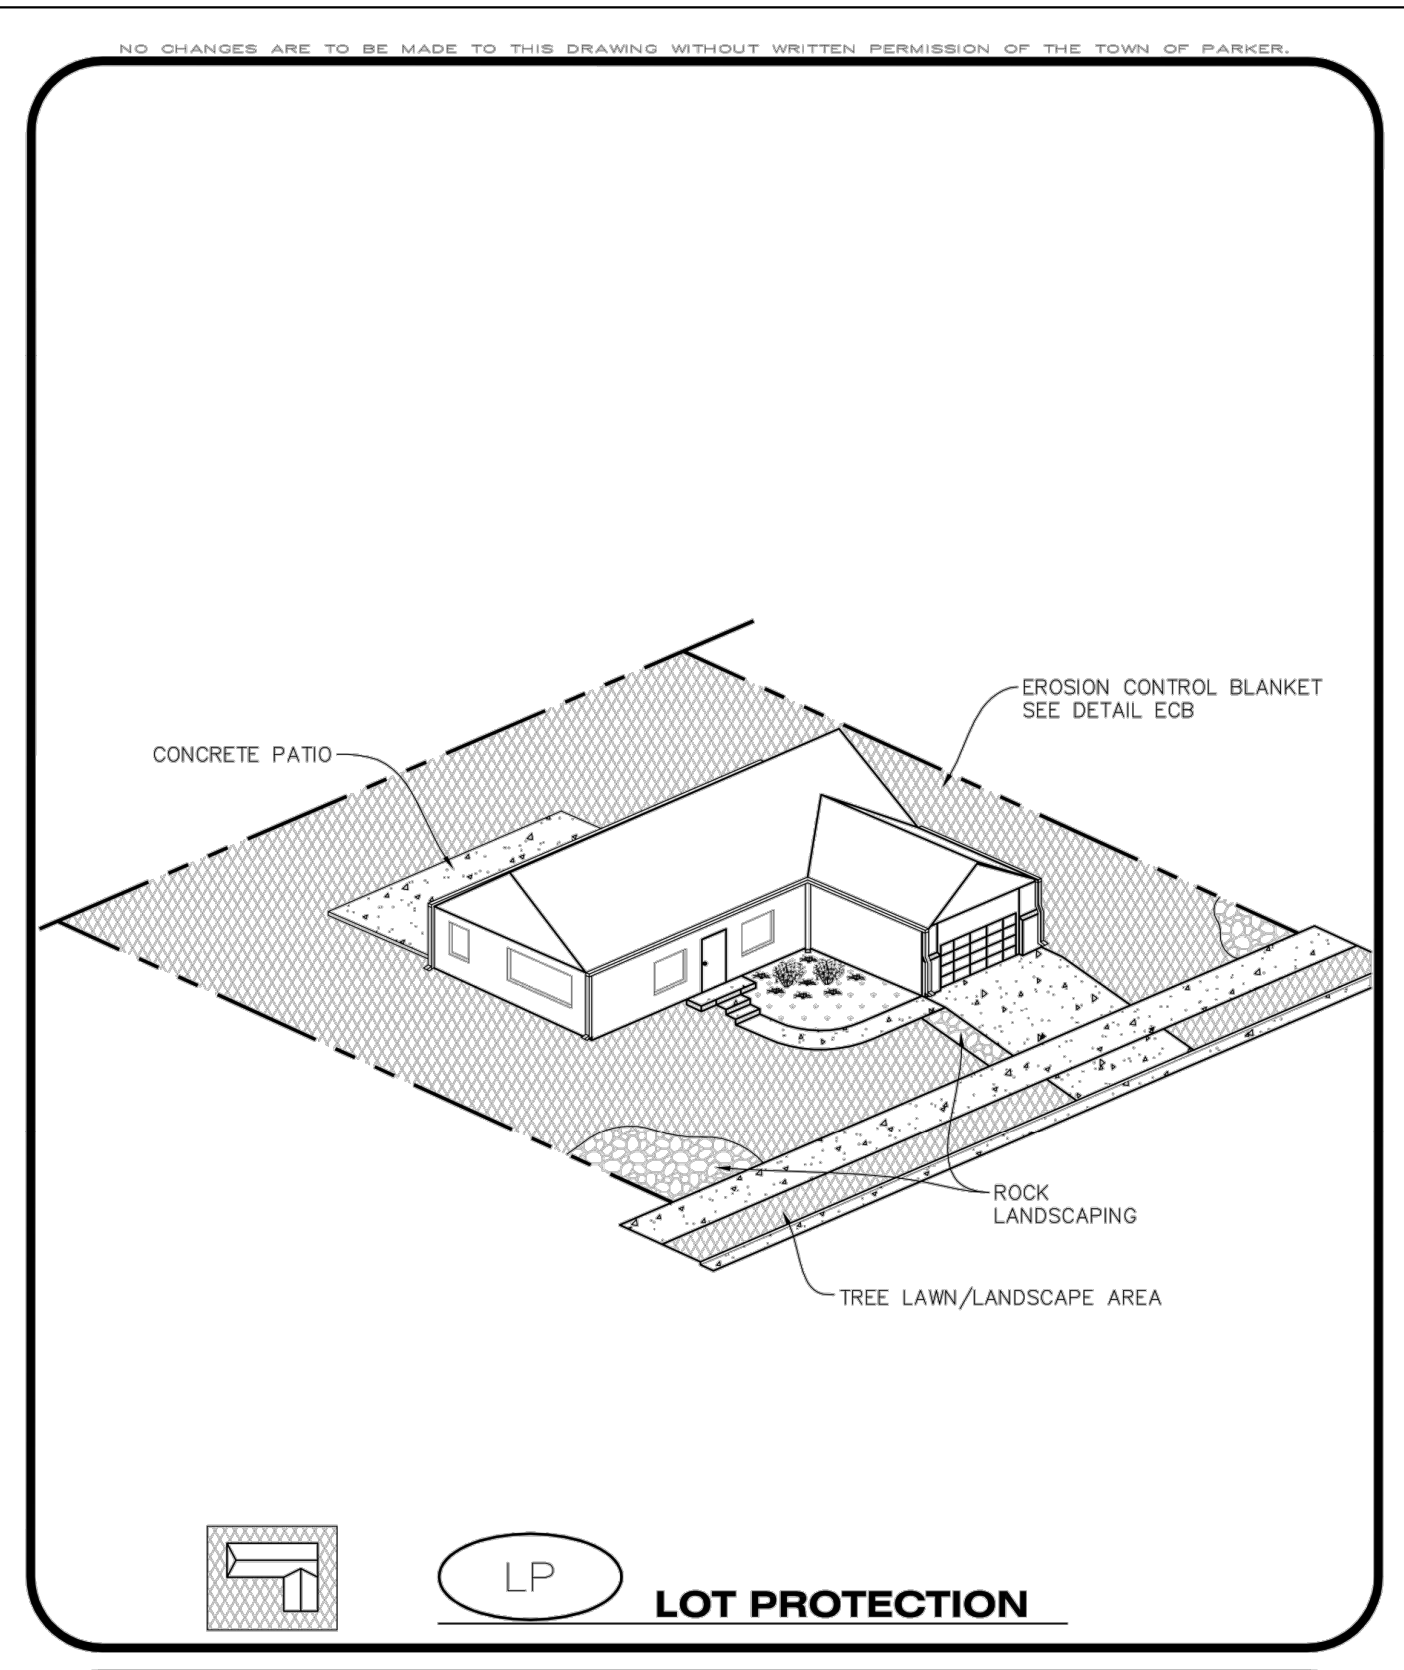 NO CHANGES ARE TO BE MADE TO THIS DRAWING WITHOUT WRITTEN PERMISSION OF THE TOWN OF PARKER.
EROSION CONTROL BLANKET
SEE DETAIL ECB
CONCRETE PATIO
ROCK
LANDSCAPING
TREE LAWN/LANDSCAPE AREA
LP
LOT PROTECTION